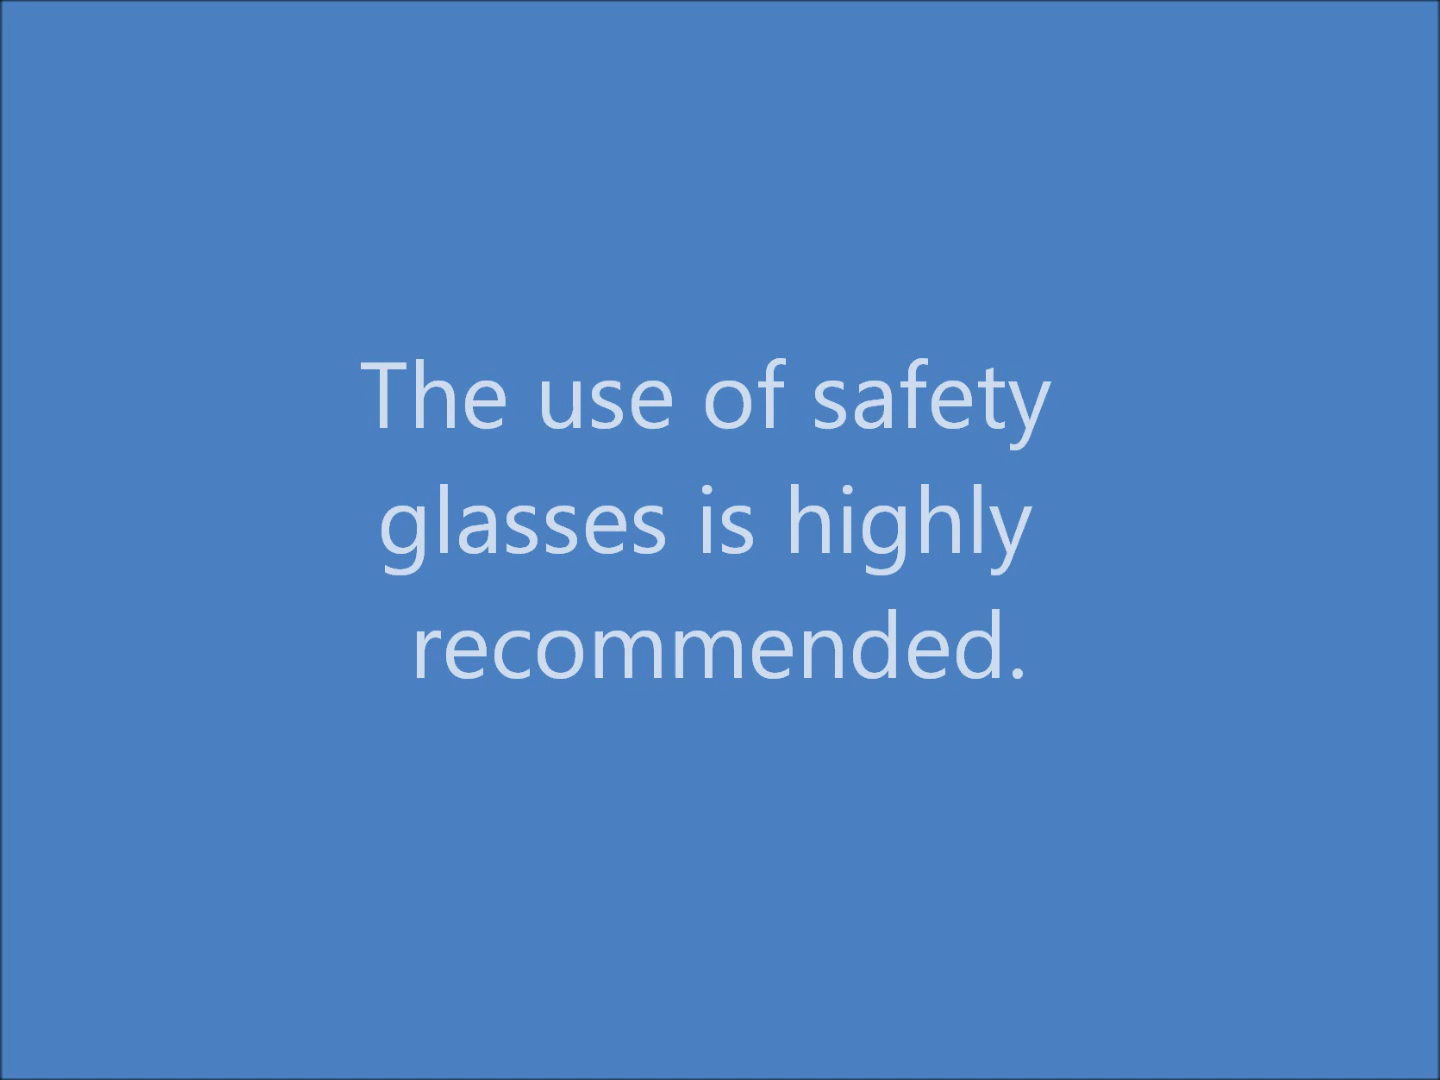 The use of safety
glasses is highly
recommended.